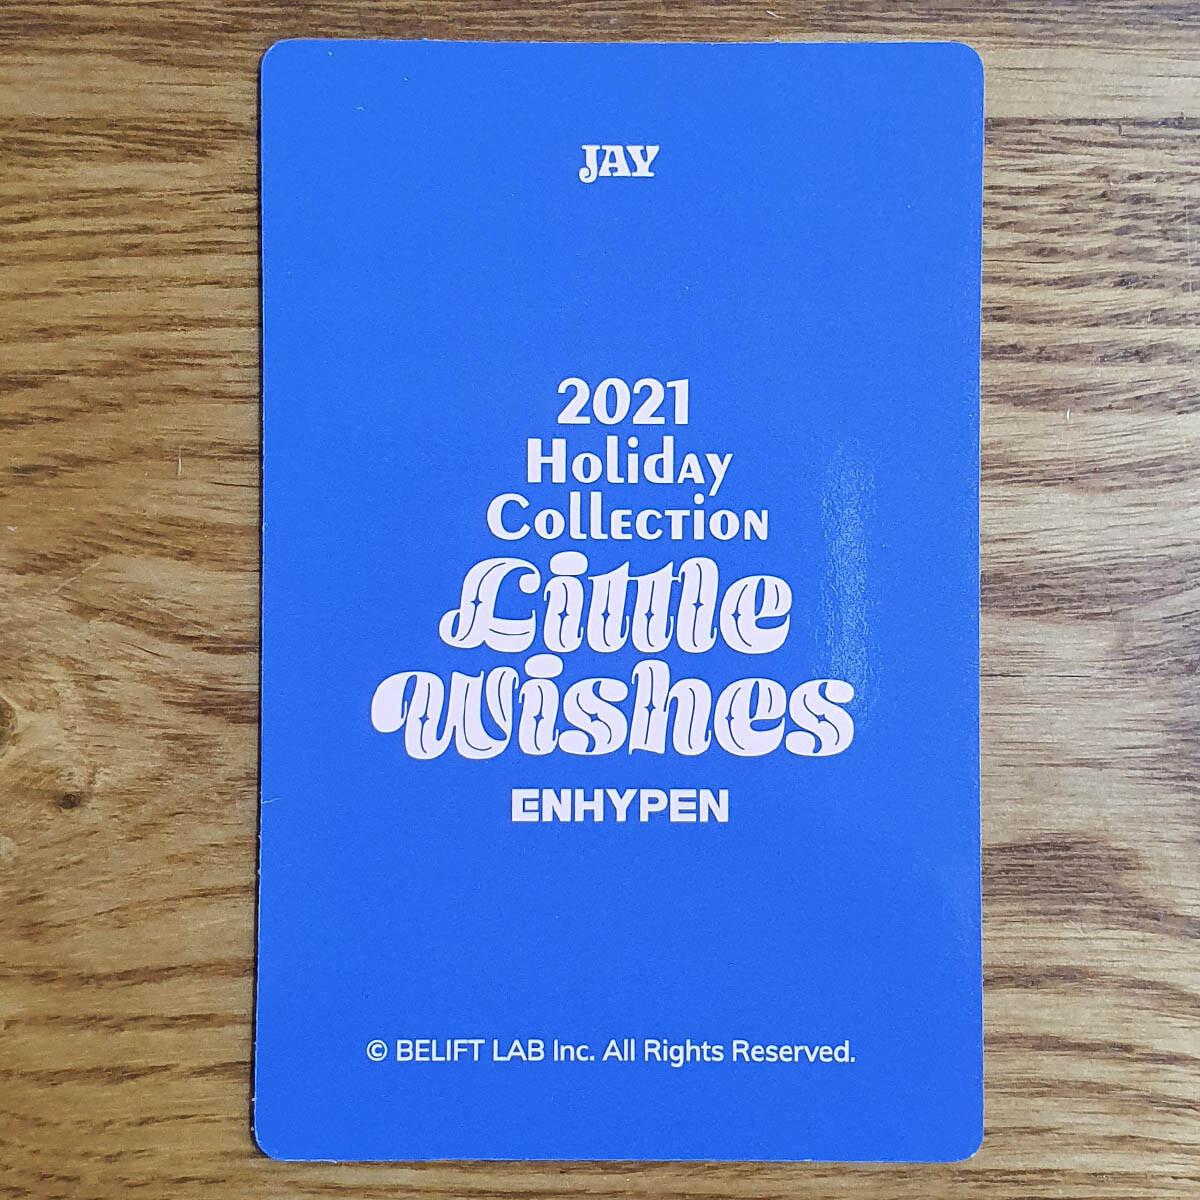 JAY
2021
Holiday
Collection
Little
Wishes
ENHYPEN
© BELIFT LAB Inc. All Rights Reserved.